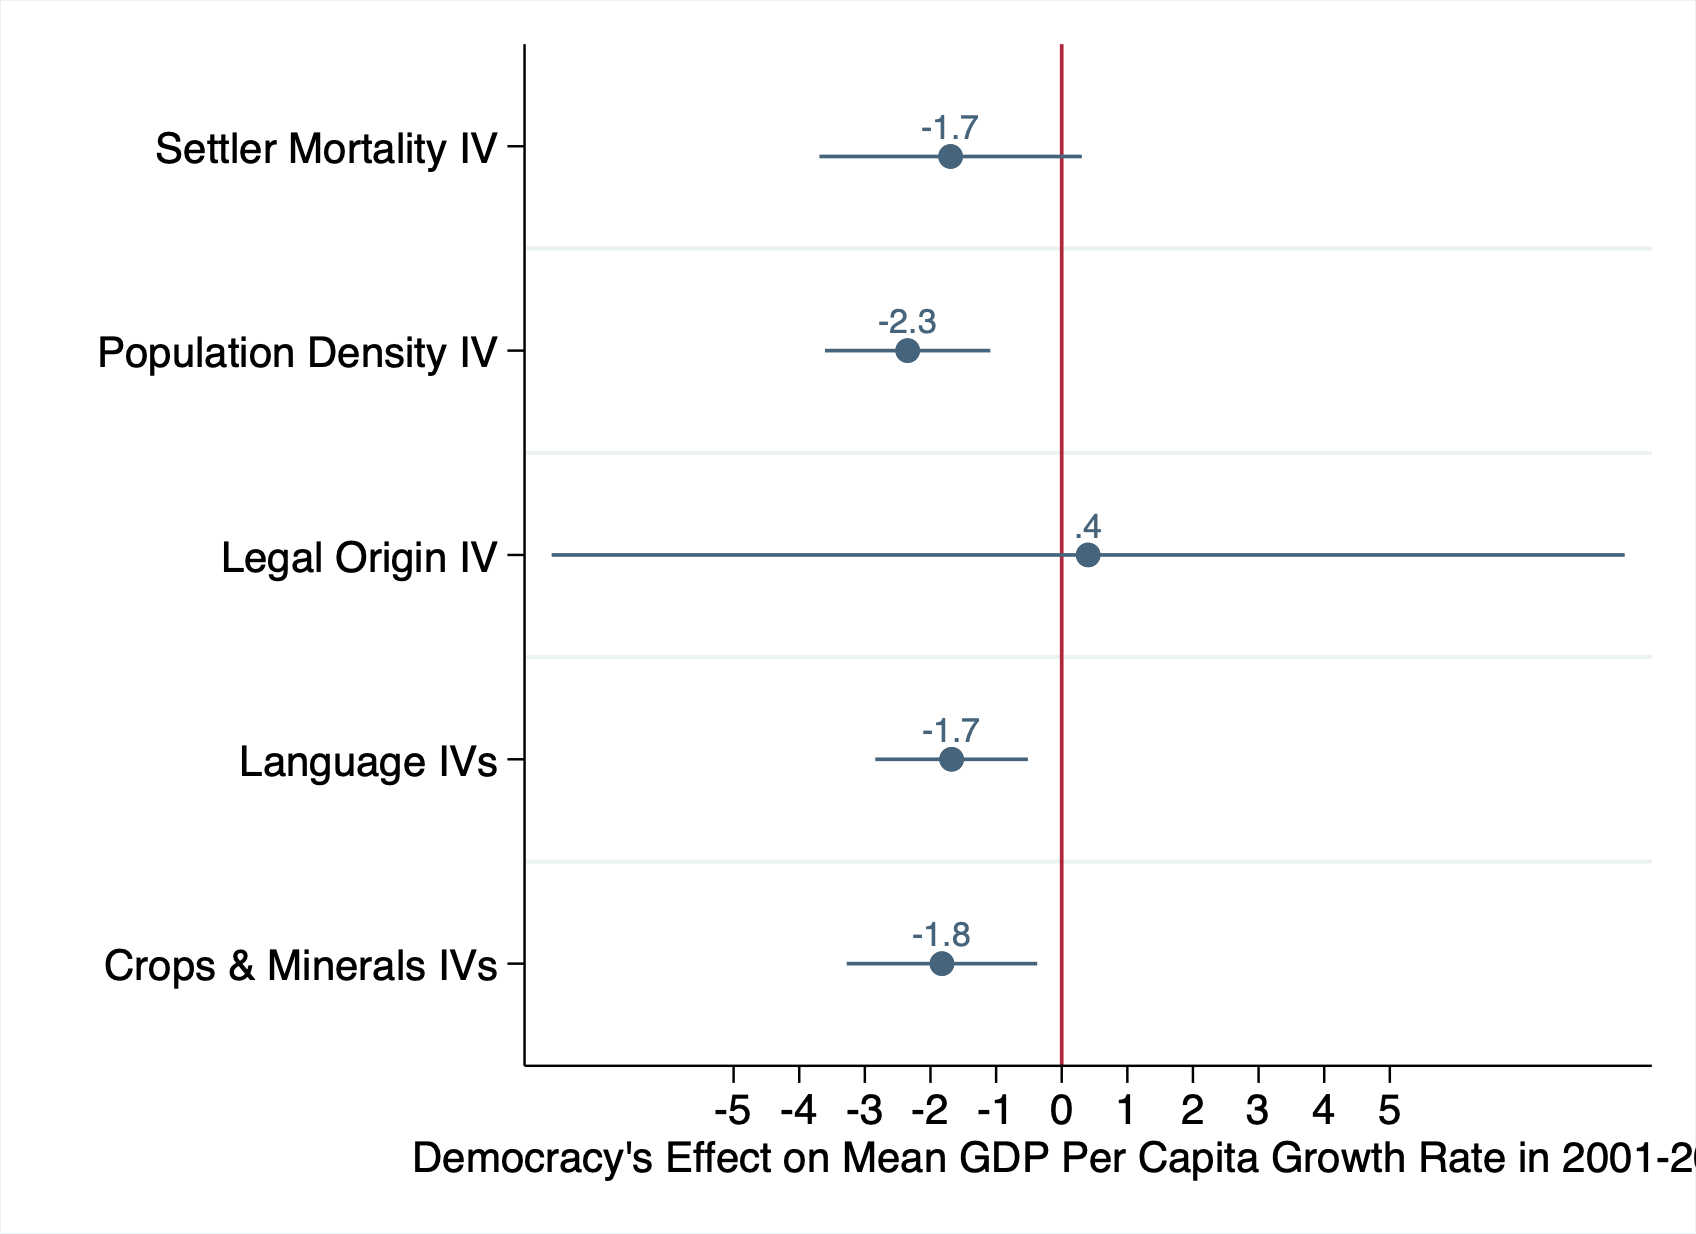 Settler Mortality IV
-1.7
Population Density IV
-2.3
Legal Origin IV
.4
Language IVs
-1.7
Crops & Minerals IVs
-1.8
-5 -4 -3 -2 -1 0 1 2 3 4 5
Democracy's Effect on Mean GDP Per Capita Growth Rate in